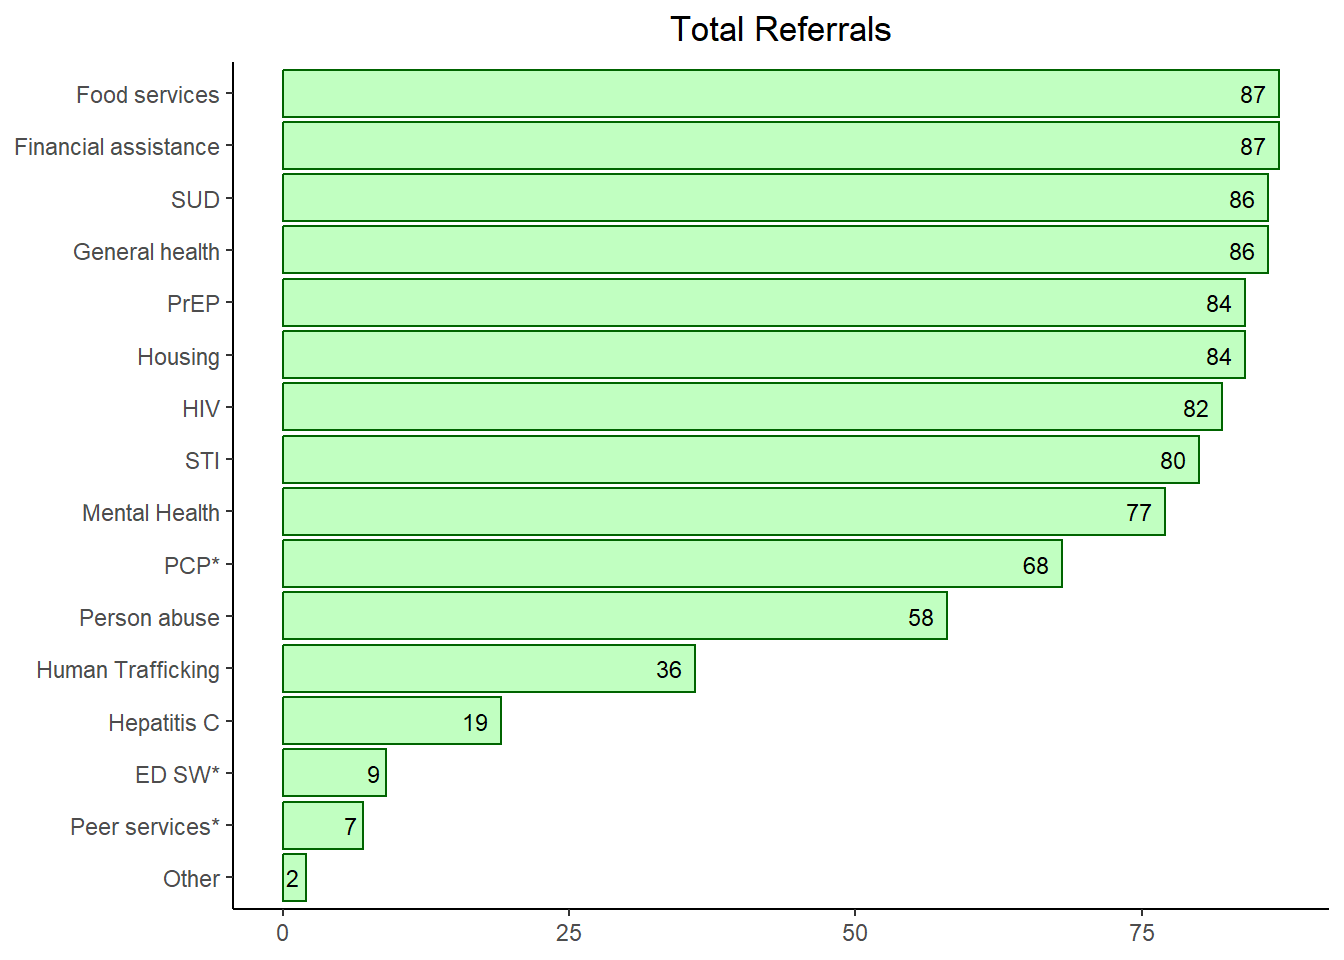 Total Referrals
Food services 87
Financial assistance 87
SUD 86
General health 86
PrEP 84
Housing 84
HIV 82
STI 80
Mental Health 77
PCP* 68
Person abuse 58
Human Trafficking 36
Hepatitis C 19
ED SW* 9
Peer services* 7
Other 2
0 25 50 75